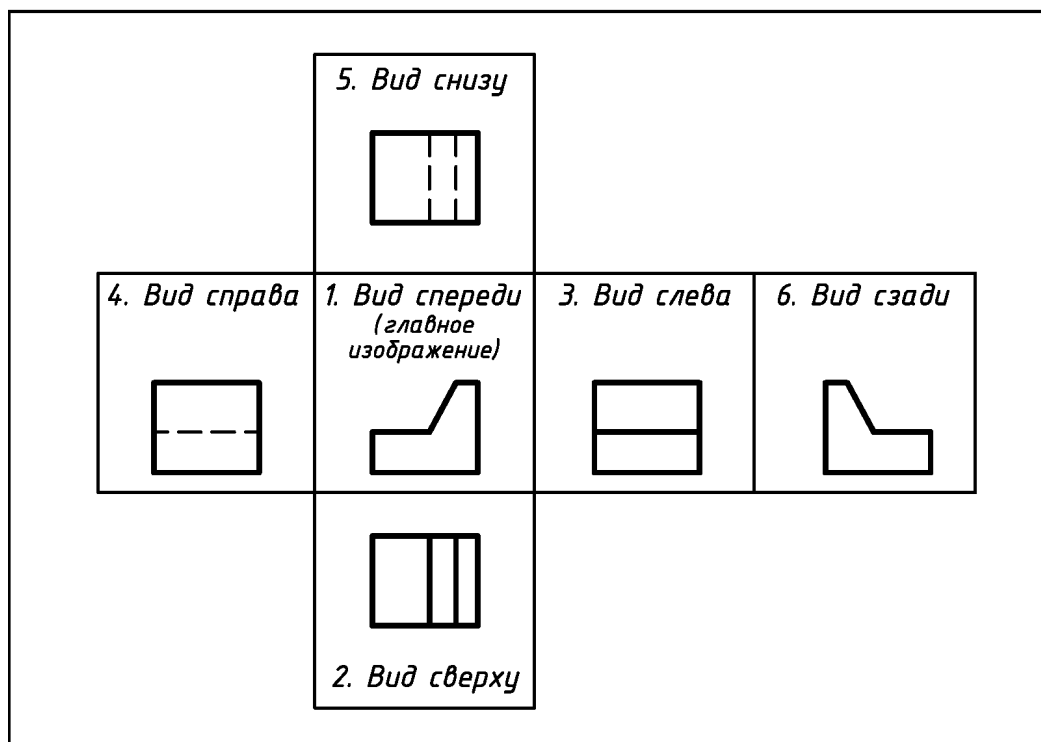 5. Вид снизу
4. Вид справа
1. Вид спереди
(главное
изображение)
3. Вид слева
6. Вид сзади
2. Вид сверху